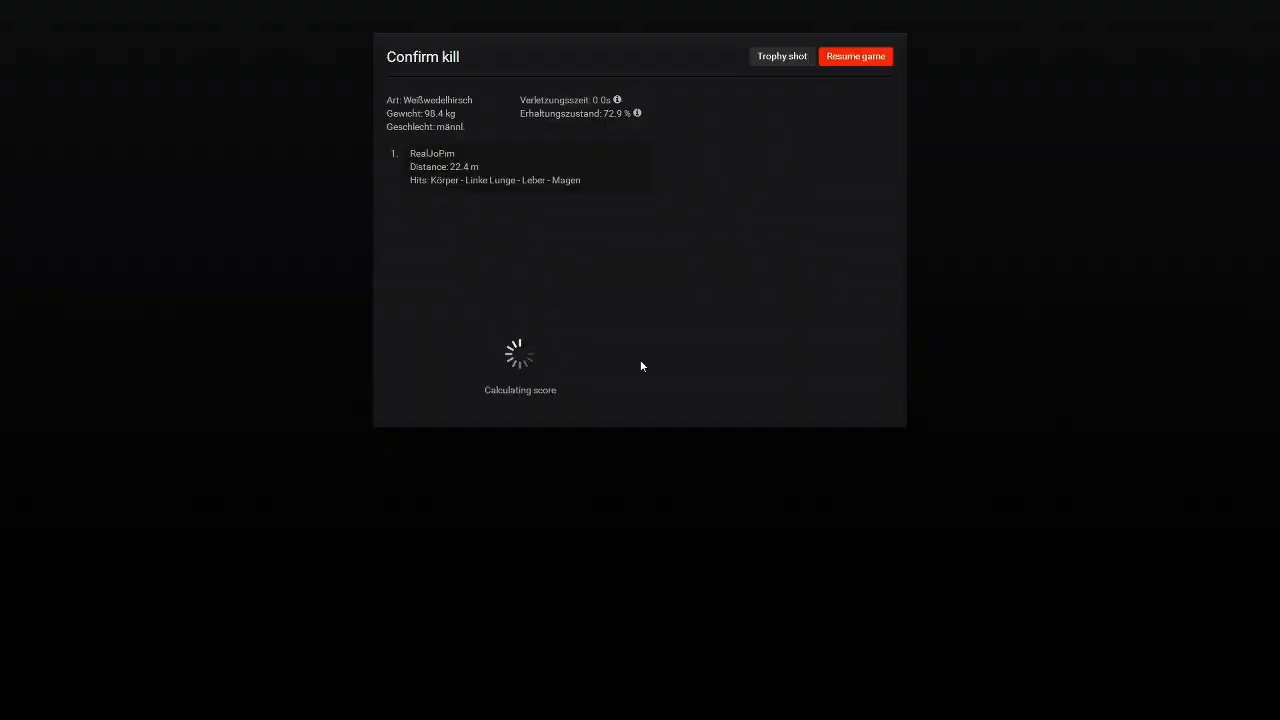 Confirm kill
Trophy shot
Resume game
Art: Weißwedelhirsch
Gewicht: 98.4 kg
Geschlecht: männl.
Verletzungsszeit: 0.0s
Erhaltungszustand: 72.9 %
1. RealJoPim
Distance: 22.4 m
Hits: Körper - Linke Lunge - Leber - Magen
Calculating score